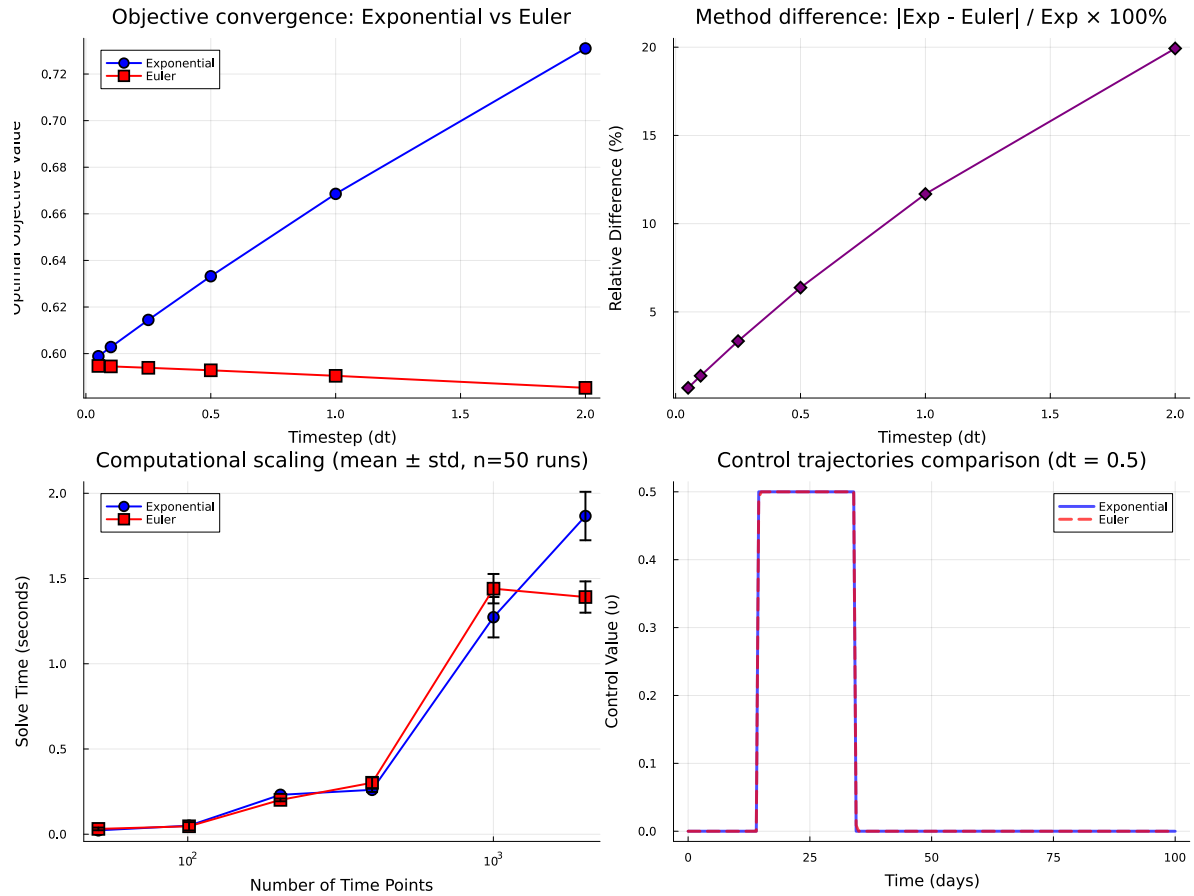 Objective convergence: Exponential vs Euler
Exponential
Euler
0.72
0.70
0.68
0.66
0.64
0.62
0.60
Optimal Objective Value
0.0
0.5
1.0
1.5
2.0
Timestep (dt)
Method difference: |Exp - Euler| / Exp × 100%
20
15
10
5
Relative Difference (%)
0.0
0.5
1.0
1.5
2.0
Timestep (dt)
Computational scaling (mean ± std, n=50 runs)
Exponential
Euler
2.0
1.5
1.0
0.5
0.0
Solve Time (seconds)
10²
10³
Number of Time Points
Control trajectories comparison (dt = 0.5)
Exponential
Euler
0.5
0.4
0.3
0.2
0.1
0.0
Control Value (υ)
0
25
50
75
100
Time (days)